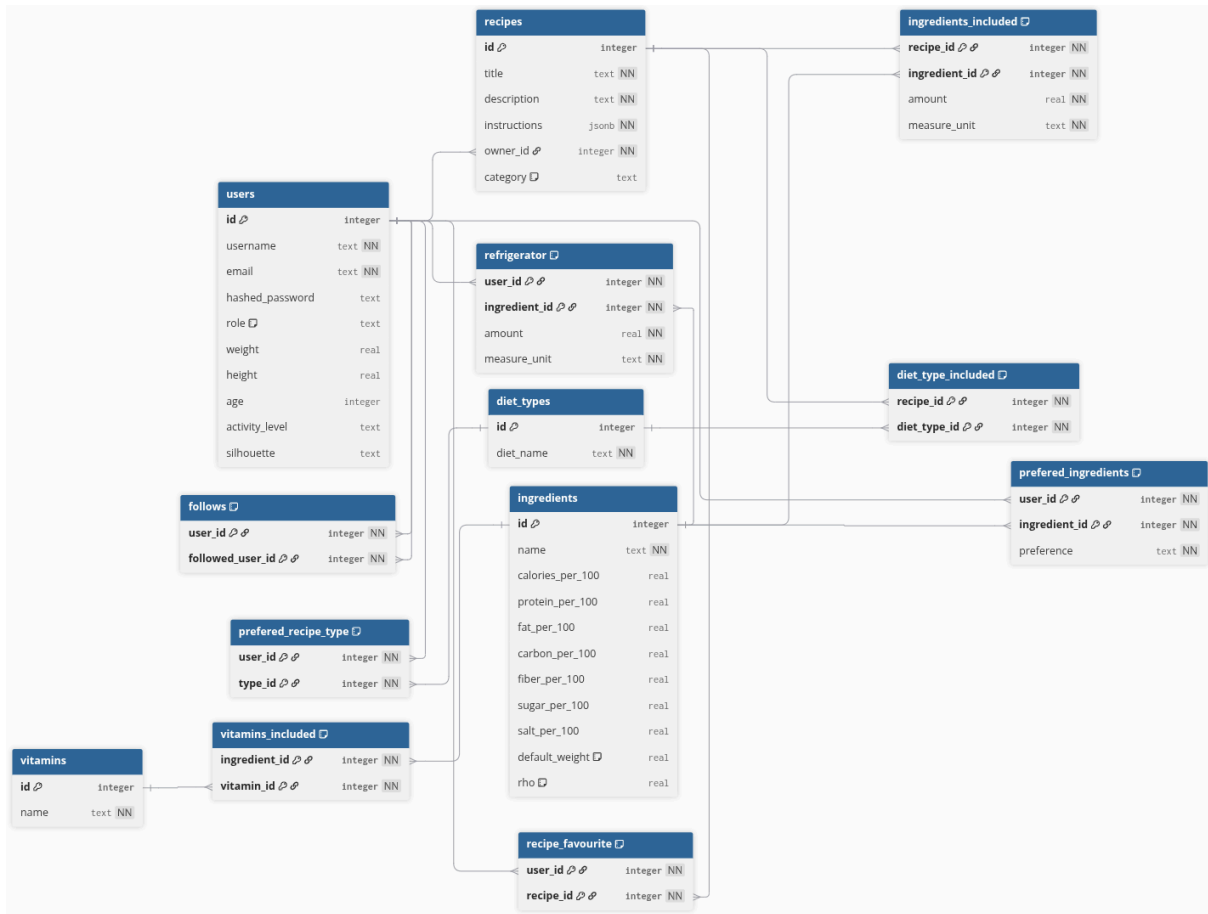 recipes
id integer
title text NN
description text NN
instructions jsonb NN
owner_id integer NN
category text
ingredients_included
recipe_id integer NN
ingredient_id integer NN
amount real NN
measure_unit text NN
users
id integer
username text NN
email text NN
hashed_password text
role text
weight real
height real
age integer
activity_level text
silhouette text
refrigerator
user_id integer NN
ingredient_id integer NN
amount real NN
measure_unit text NN
diet_types
id integer
diet_name text NN
diet_type_included
recipe_id integer NN
diet_type_id integer NN
prefered_ingredients
user_id integer NN
ingredient_id integer NN
preference text NN
follows
user_id integer NN
followed_user_id integer NN
ingredients
id integer
name text NN
calories_per_100 real
protein_per_100 real
fat_per_100 real
carbon_per_100 real
fiber_per_100 real
sugar_per_100 real
salt_per_100 real
default_weight real
rho real
prefered_recipe_type
user_id integer NN
type_id integer NN
vitamins_included
ingredient_id integer NN
vitamin_id integer NN
vitamins
id integer
name text NN
recipe_favourite
user_id integer NN
recipe_id integer NN